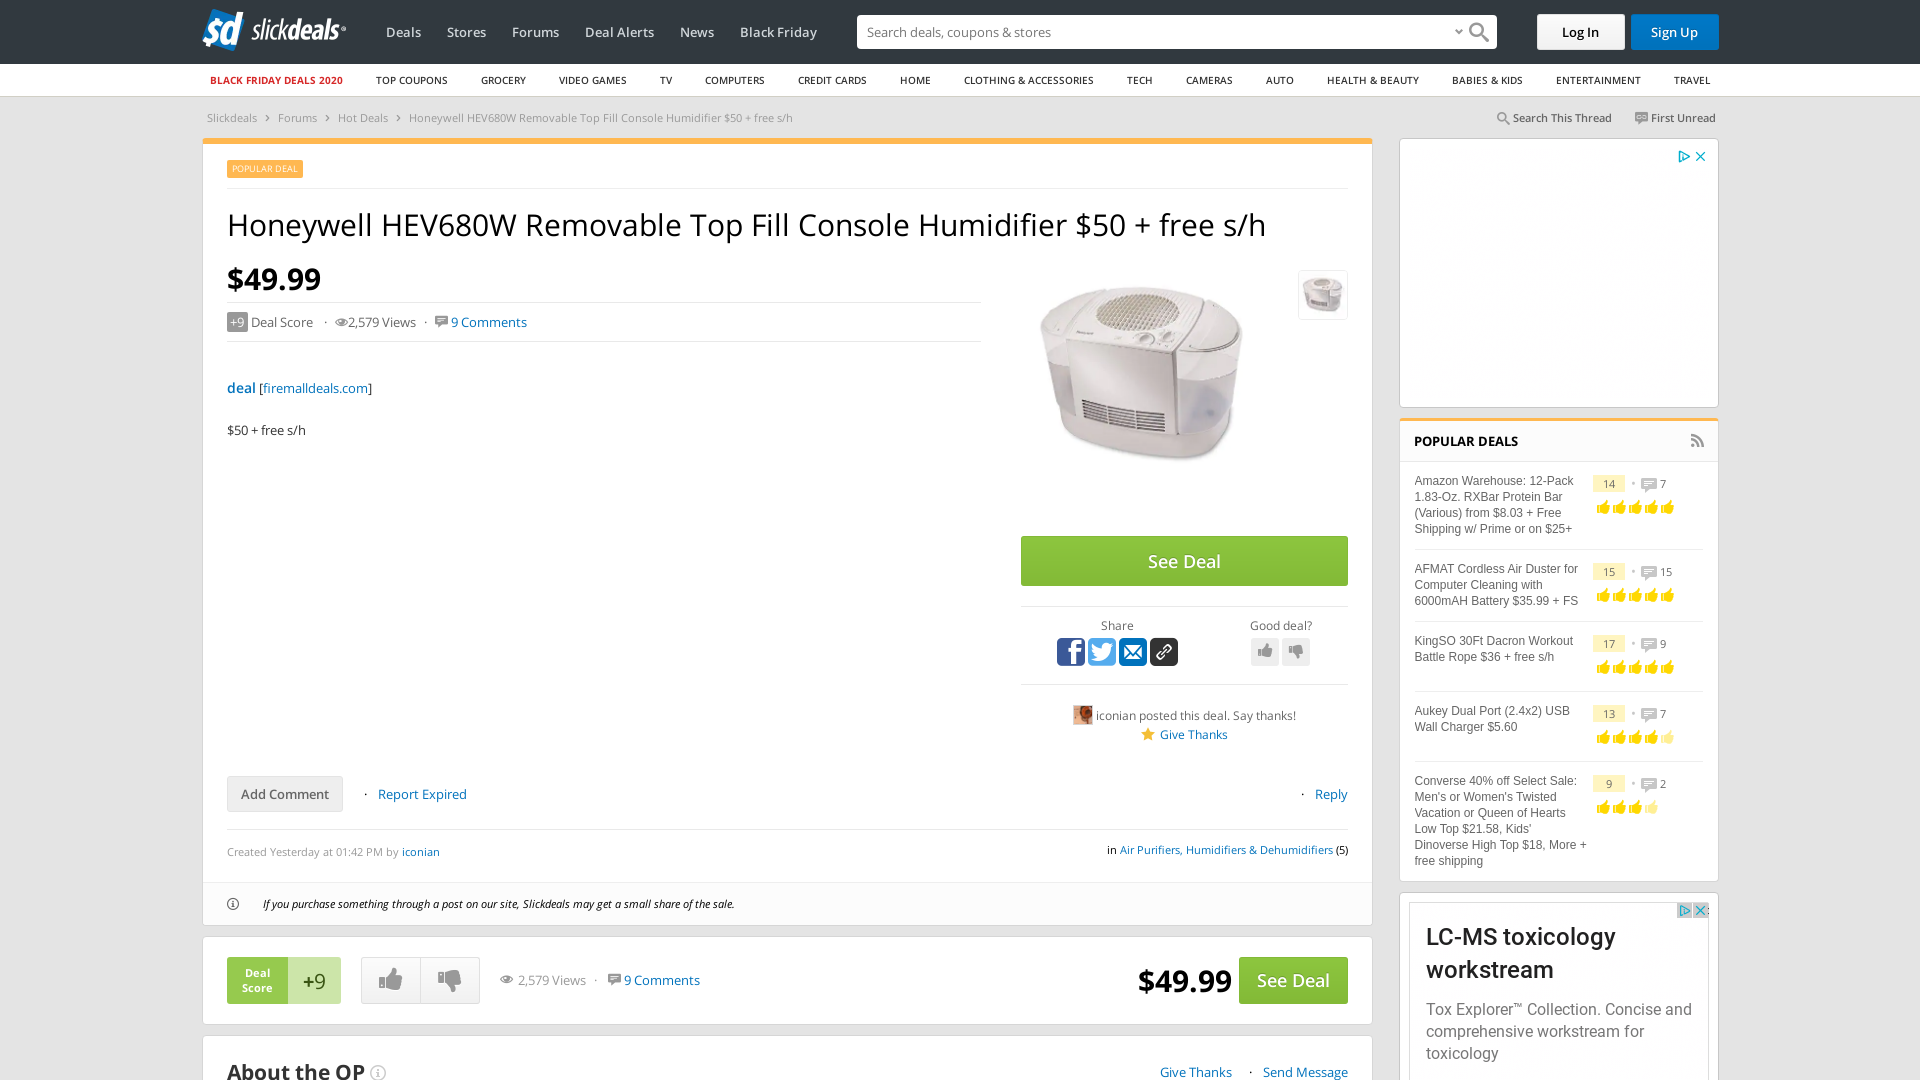 slickdeals®
Deals Stores Forums Deal Alerts News Black Friday
Search deals, coupons & stores
Log In Sign Up
BLACK FRIDAY DEALS 2020 TOP COUPONS GROCERY VIDEO GAMES TV COMPUTERS CREDIT CARDS HOME CLOTHING & ACCESSORIES TECH CAMERAS AUTO HEALTH & BEAUTY BABIES & KIDS ENTERTAINMENT TRAVEL
Slickdeals › Forums › Hot Deals › Honeywell HEV680W Removable Top Fill Console Humidifier $50 + free s/h
Search This Thread First Unread
POPULAR DEAL
Honeywell HEV680W Removable Top Fill Console Humidifier $50 + free s/h
$49.99
+9 Deal Score · 2,579 Views · 9 Comments
deal [firemalldeals.com]
$50 + free s/h
See Deal
Share Good deal?
iconian posted this deal. Say thanks!
Give Thanks
Add Comment · Report Expired
· Reply
Created Yesterday at 01:42 PM by iconian
in Air Purifiers, Humidifiers & Dehumidifiers (5)
If you purchase something through a post on our site, Slickdeals may get a small share of the sale.
Deal
Score
+9
2,579 Views · 9 Comments
$49.99 See Deal
About the OP
Give Thanks · Send Message
POPULAR DEALS
Amazon Warehouse: 12-Pack
1.83-Oz. RXBar Protein Bar
(Various) from $8.03 + Free
Shipping w/ Prime or on $25+
14 • 7
AFMAT Cordless Air Duster for
Computer Cleaning with
6000mAH Battery $35.99 + FS
15 • 15
KingSO 30Ft Dacron Workout
Battle Rope $36 + free s/h
17 • 9
Aukey Dual Port (2.4x2) USB
Wall Charger $5.60
13 • 7
Converse 40% off Select Sale:
Men's or Women's Twisted
Vacation or Queen of Hearts
Low Top $21.58, Kids'
Dinoverse High Top $18, More +
free shipping
9 • 2
LC-MS toxicology
workstream
Tox Explorer™ Collection. Concise and
comprehensive workstream for
toxicology